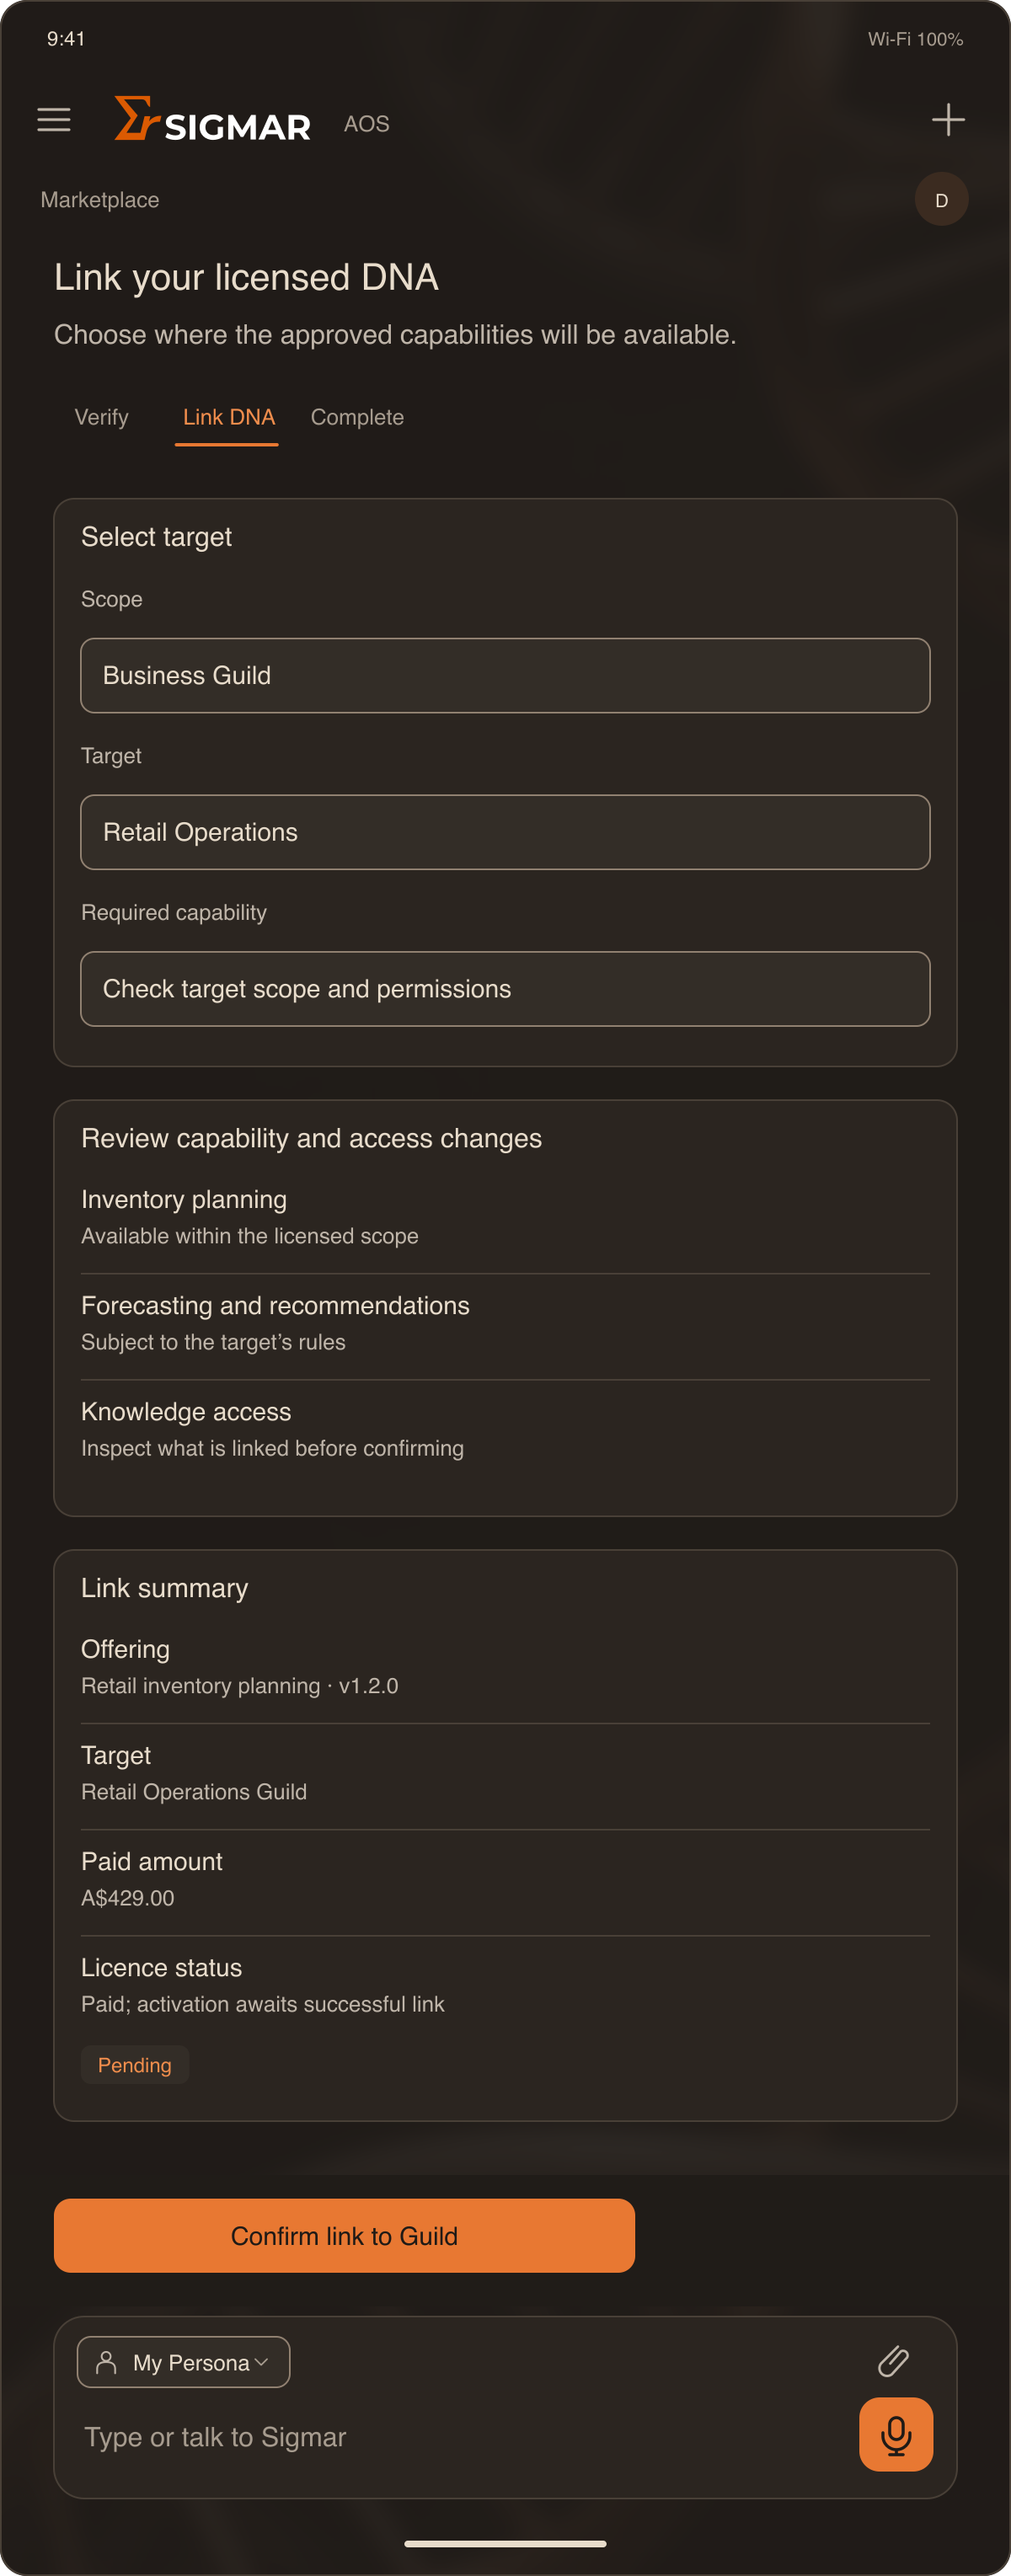 9:41
Wi-Fi 100%
Σr SIGMAR AOS
Marketplace
D
Link your licensed DNA
Choose where the approved capabilities will be available.
Verify
Link DNA
Complete
Select target
Scope
Business Guild
Target
Retail Operations
Required capability
Check target scope and permissions
Review capability and access changes
Inventory planning
Available within the licensed scope
Forecasting and recommendations
Subject to the target’s rules
Knowledge access
Inspect what is linked before confirming
Link summary
Offering
Retail inventory planning · v1.2.0
Target
Retail Operations Guild
Paid amount
A$429.00
Licence status
Paid; activation awaits successful link
Pending
Confirm link to Guild
My Persona
Type or talk to Sigmar